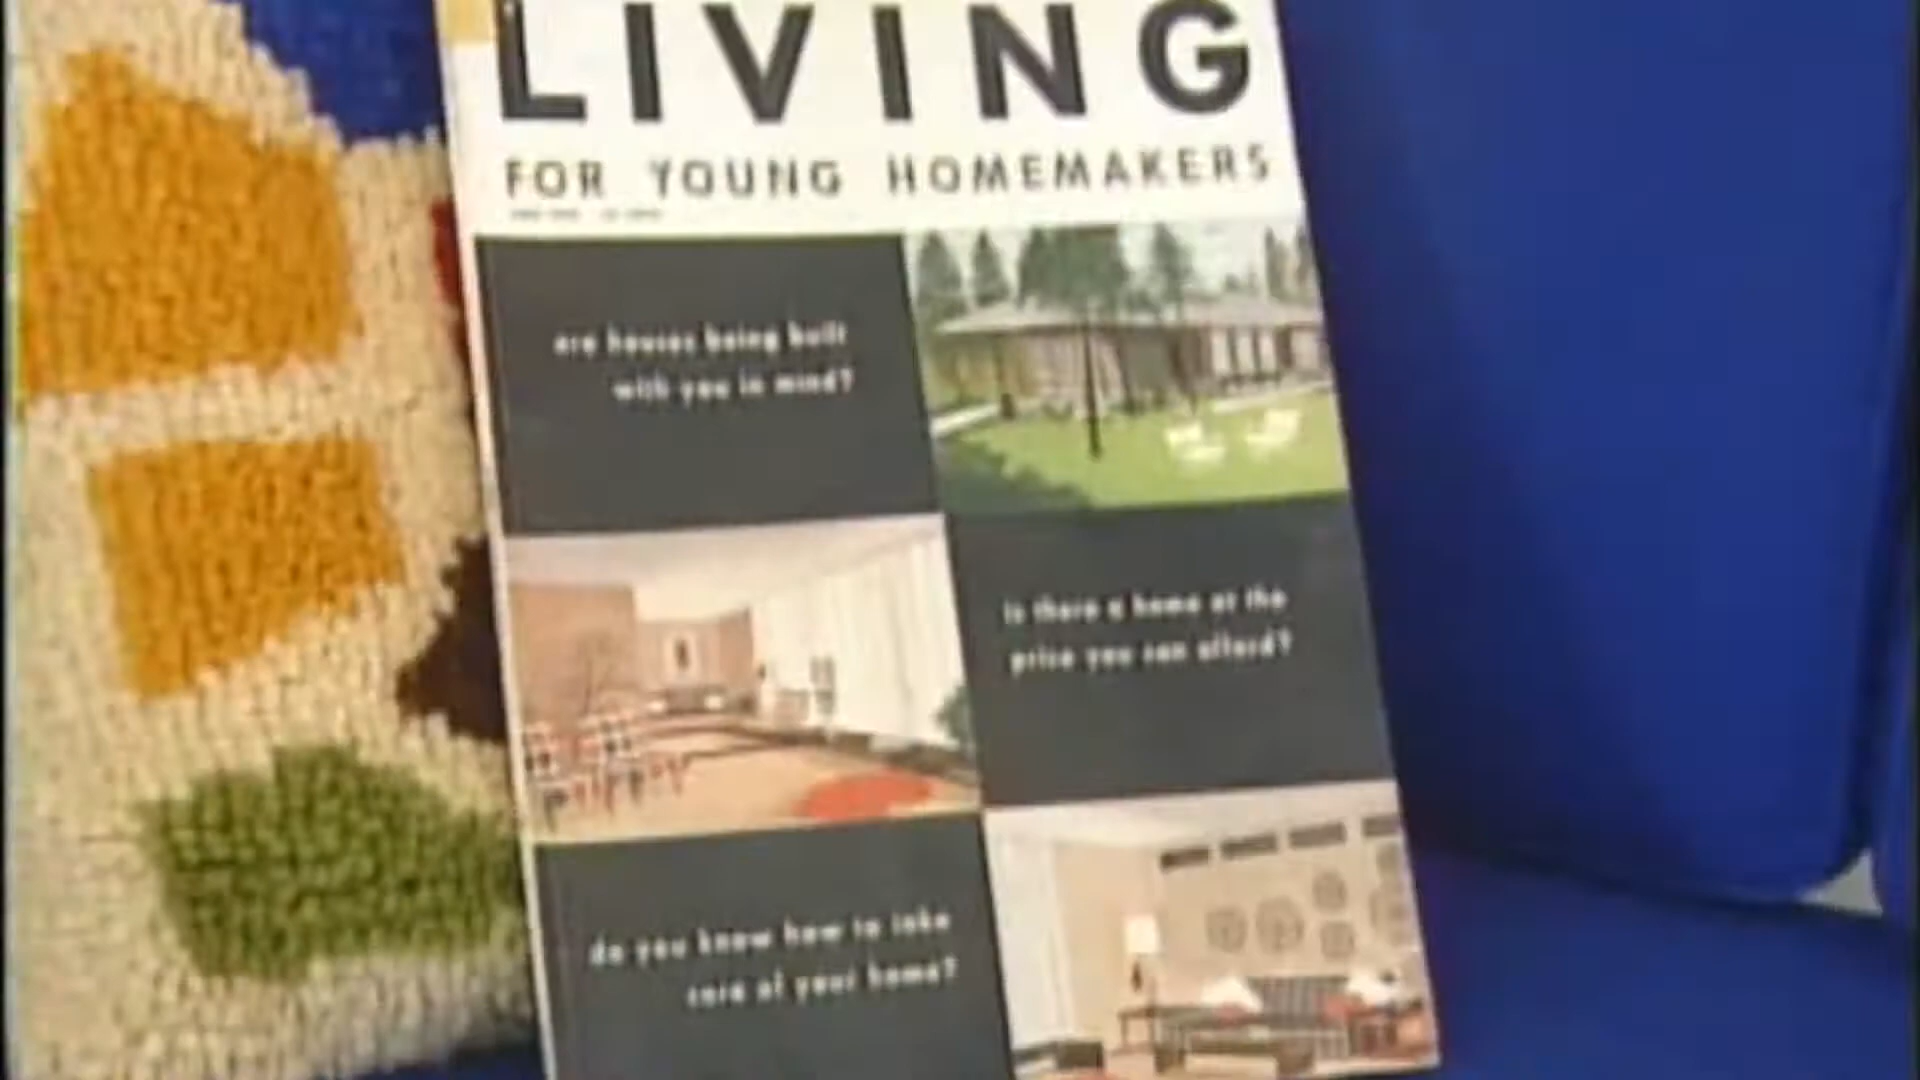 LIVING
FOR YOUNG HOMEMAKERS
are houses being built
with you in mind?
is there a home at the
price you can afford?
do you know how to take
care of your home?